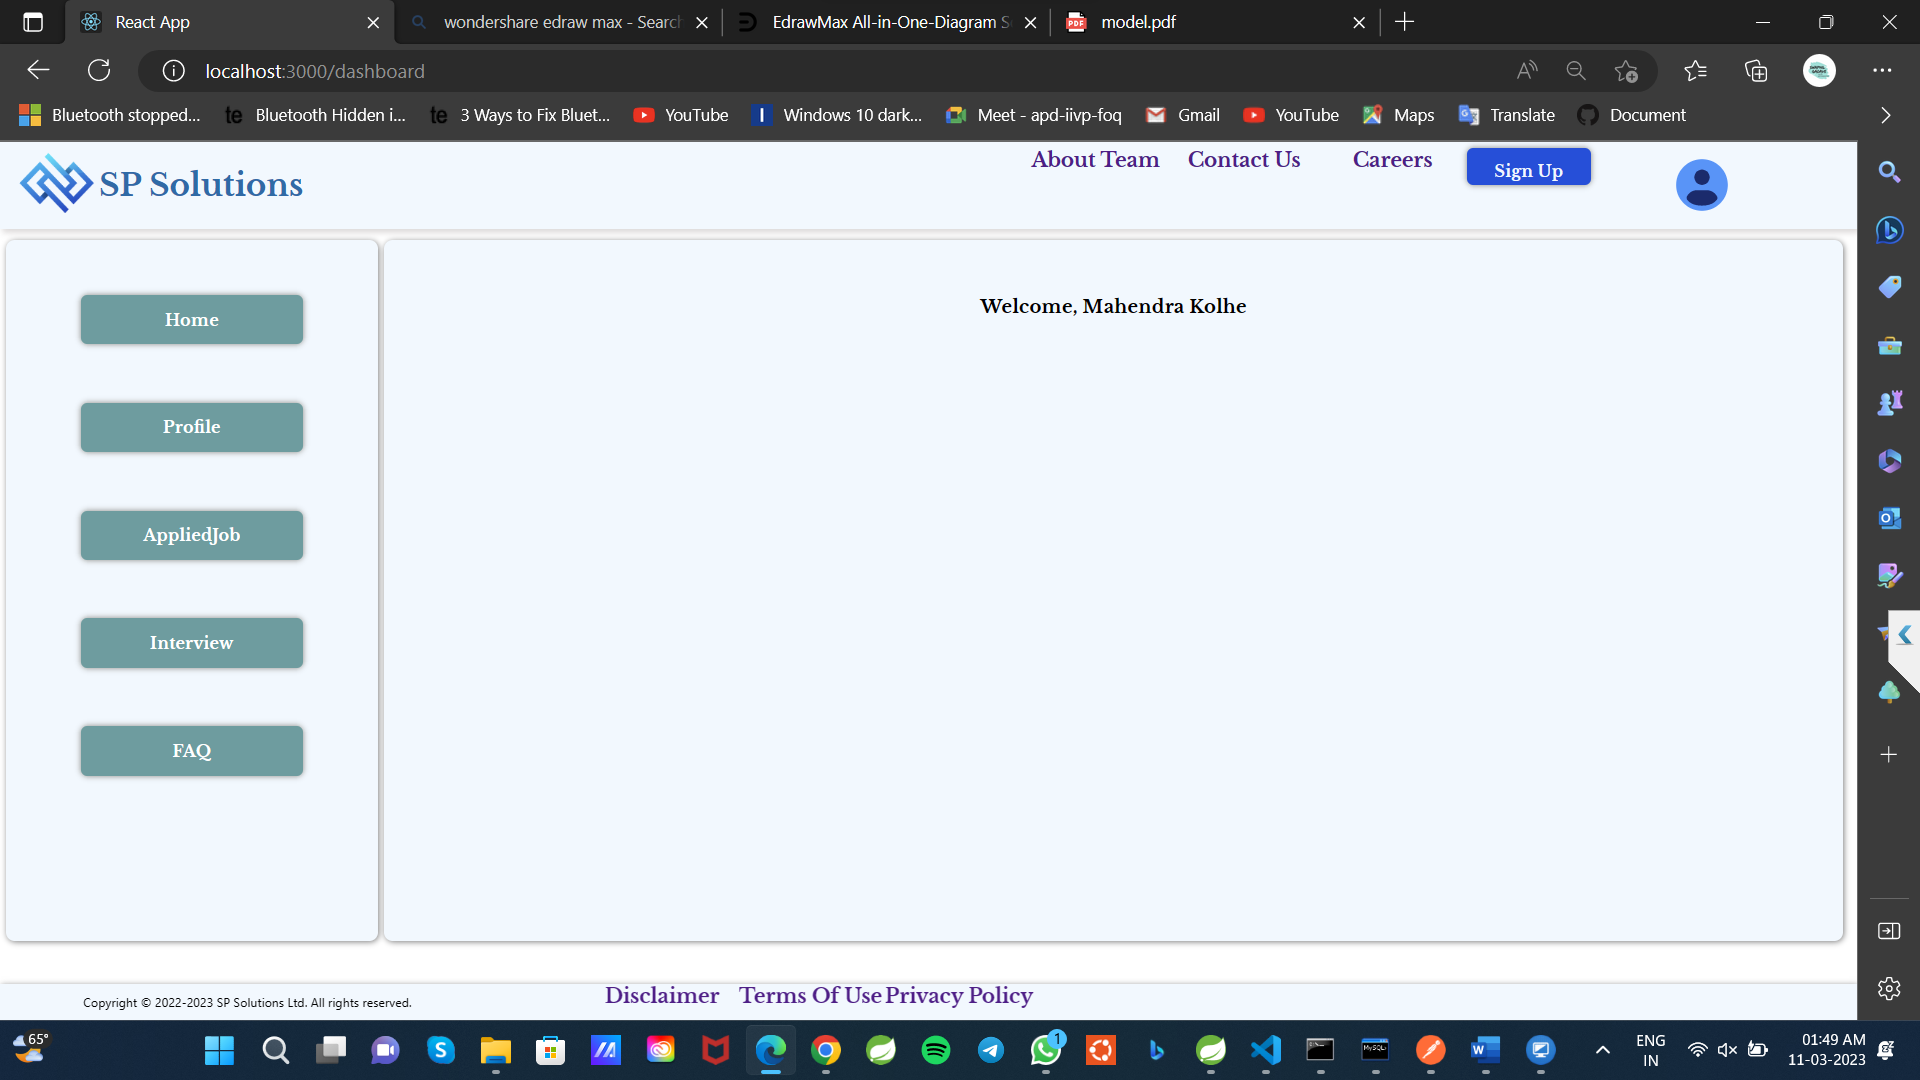 React App
wondershare edraw max - Search
EdrawMax All-in-One-Diagram S
model.pdf
localhost:3000/dashboard
Bluetooth stopped...
te Bluetooth Hidden i...
te 3 Ways to Fix Bluet...
YouTube
I Windows 10 dark...
Meet - apd-iivp-foq
Gmail
YouTube
Maps
Translate
Document
SP Solutions
About Team
Contact Us
Careers
Sign Up
Home
Profile
AppliedJob
Interview
FAQ
Welcome, Mahendra Kolhe
Copyright © 2022-2023 SP Solutions Ltd. All rights reserved.
Disclaimer
Terms Of Use
Privacy Policy
65°
1
ENG
IN
01:49 AM
11-03-2023